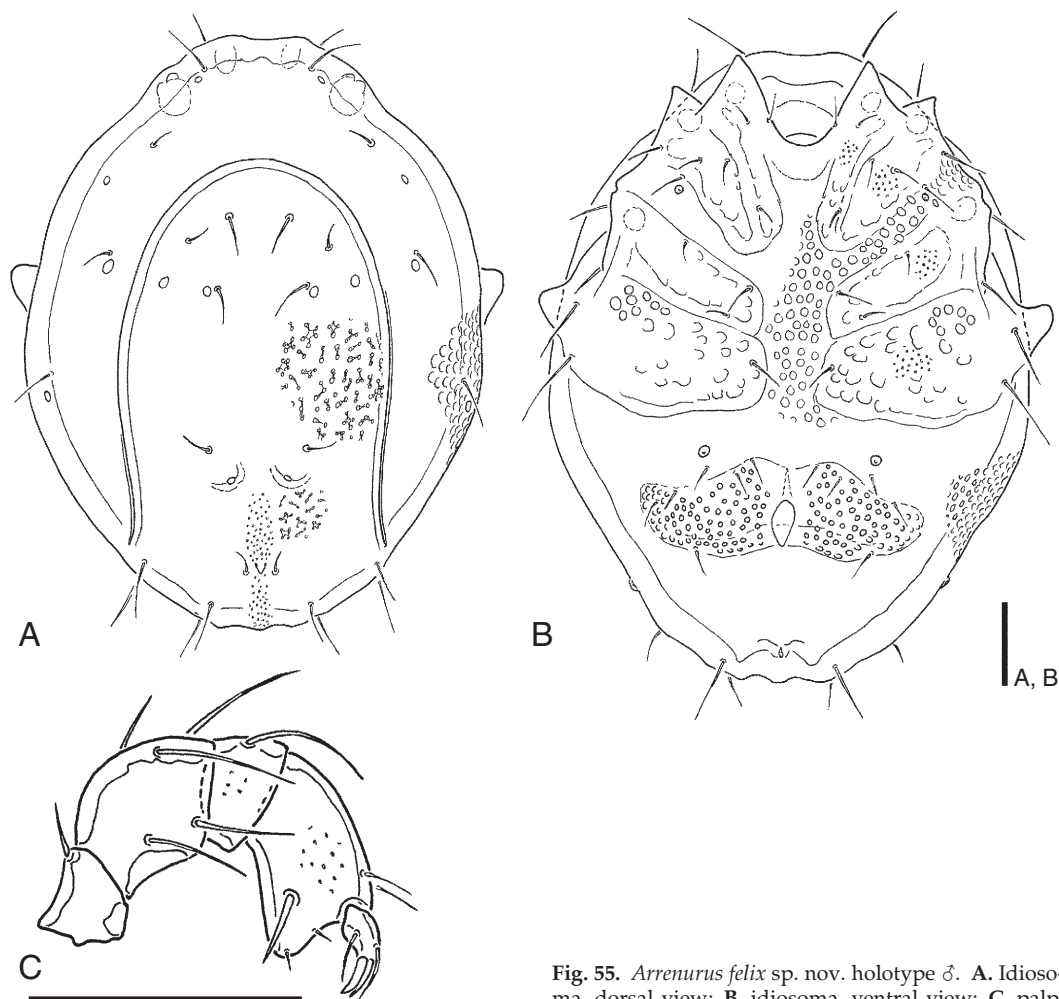 A
B
A, B
C
Fig. 55. Arrenurus felix sp. nov. holotype ♂. A. Idioso-
ma, dorsal view; B. idiosoma, ventral view; C. palp.